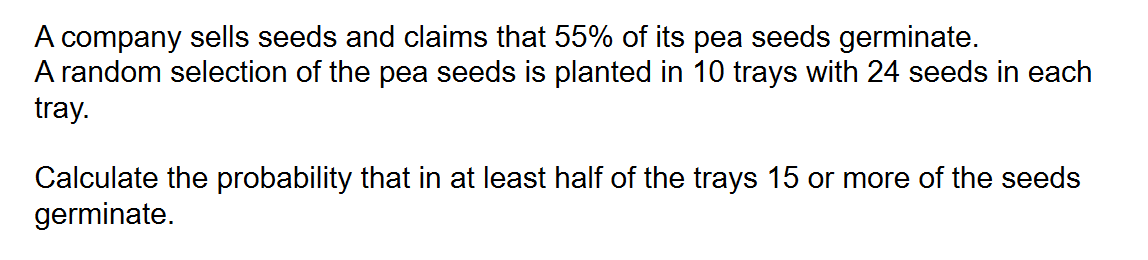 A company sells seeds and claims that 55% of its pea seeds germinate.
A random selection of the pea seeds is planted in 10 trays with 24 seeds in each
tray.
Calculate the probability that in at least half of the trays 15 or more of the seeds
germinate.